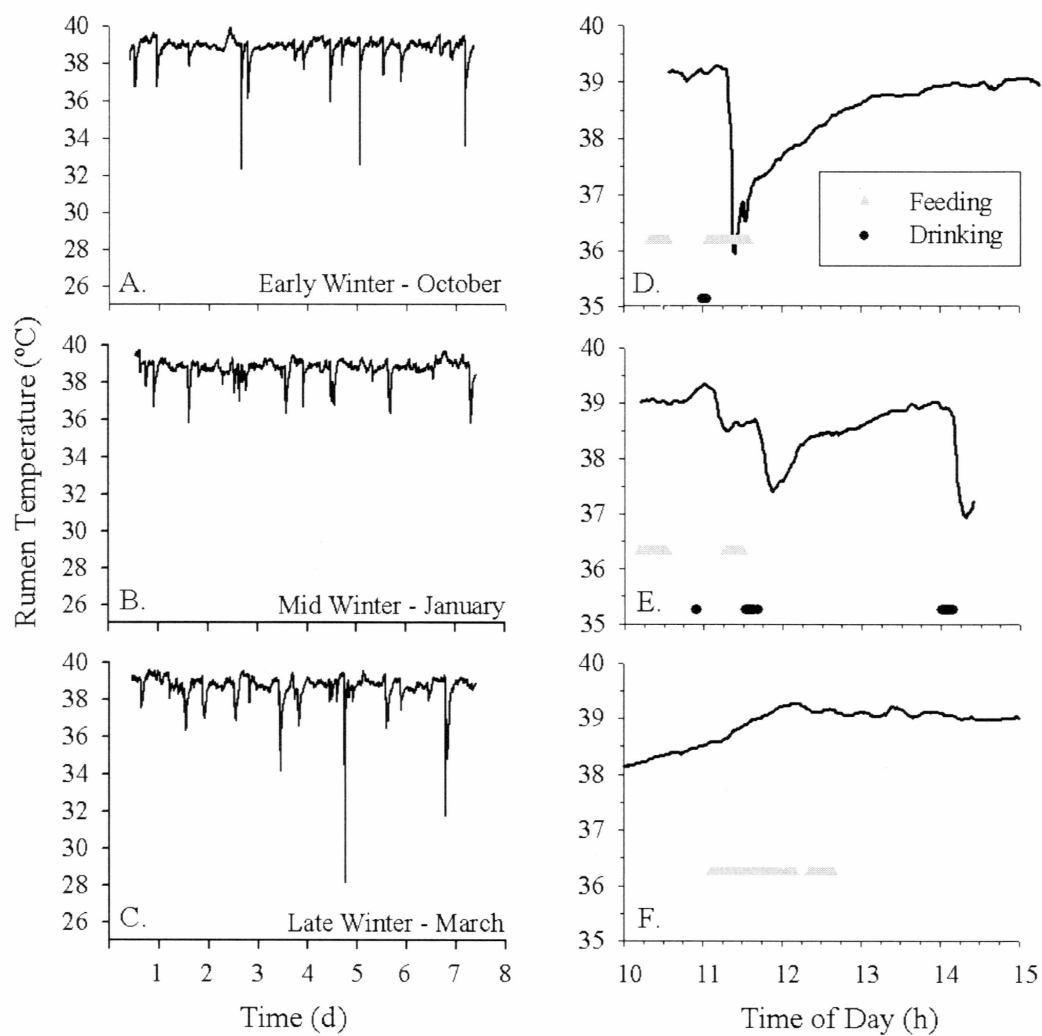 Rumen Temperature (ºC)
40
38
36
34
32
30
28
26
A.
Early Winter - October
40
38
36
34
32
30
28
26
B.
Mid Winter - January
40
38
36
34
32
30
28
26
C.
Late Winter - March
1 2 3 4 5 6 7 8
Time (d)
40
39
38
37
36
35
D.
Feeding
Drinking
40
39
38
37
36
35
E.
40
39
38
37
36
35
F.
10 11 12 13 14 15
Time of Day (h)